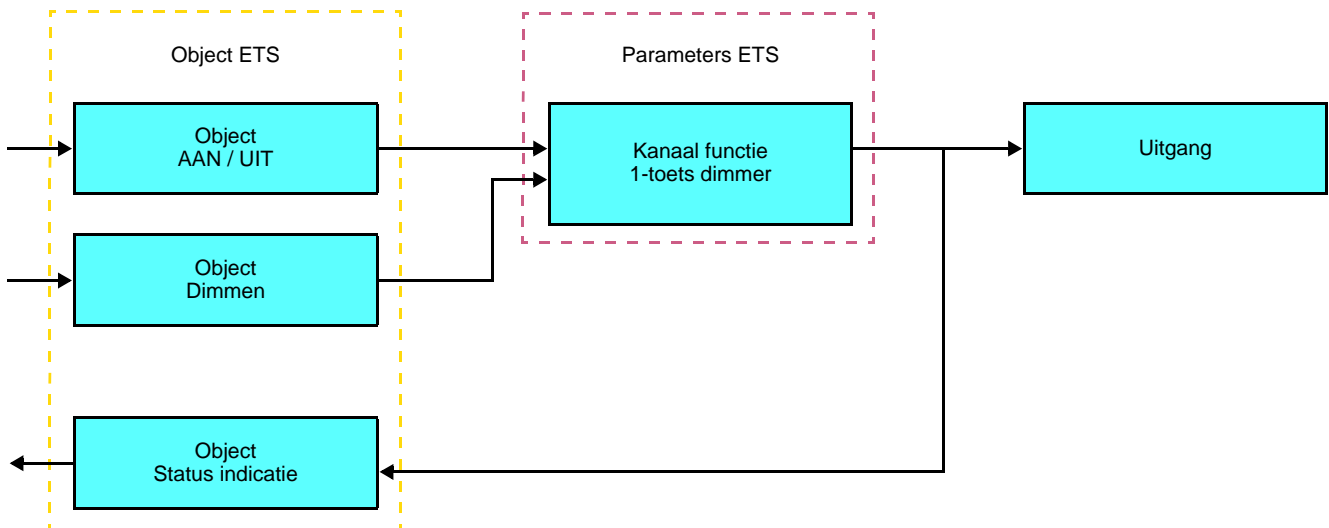 Object ETS
Parameters ETS
Object
AAN / UIT
Kanaal functie
1-toets dimmer
Uitgang
Object
Dimmen
Object
Status indicatie